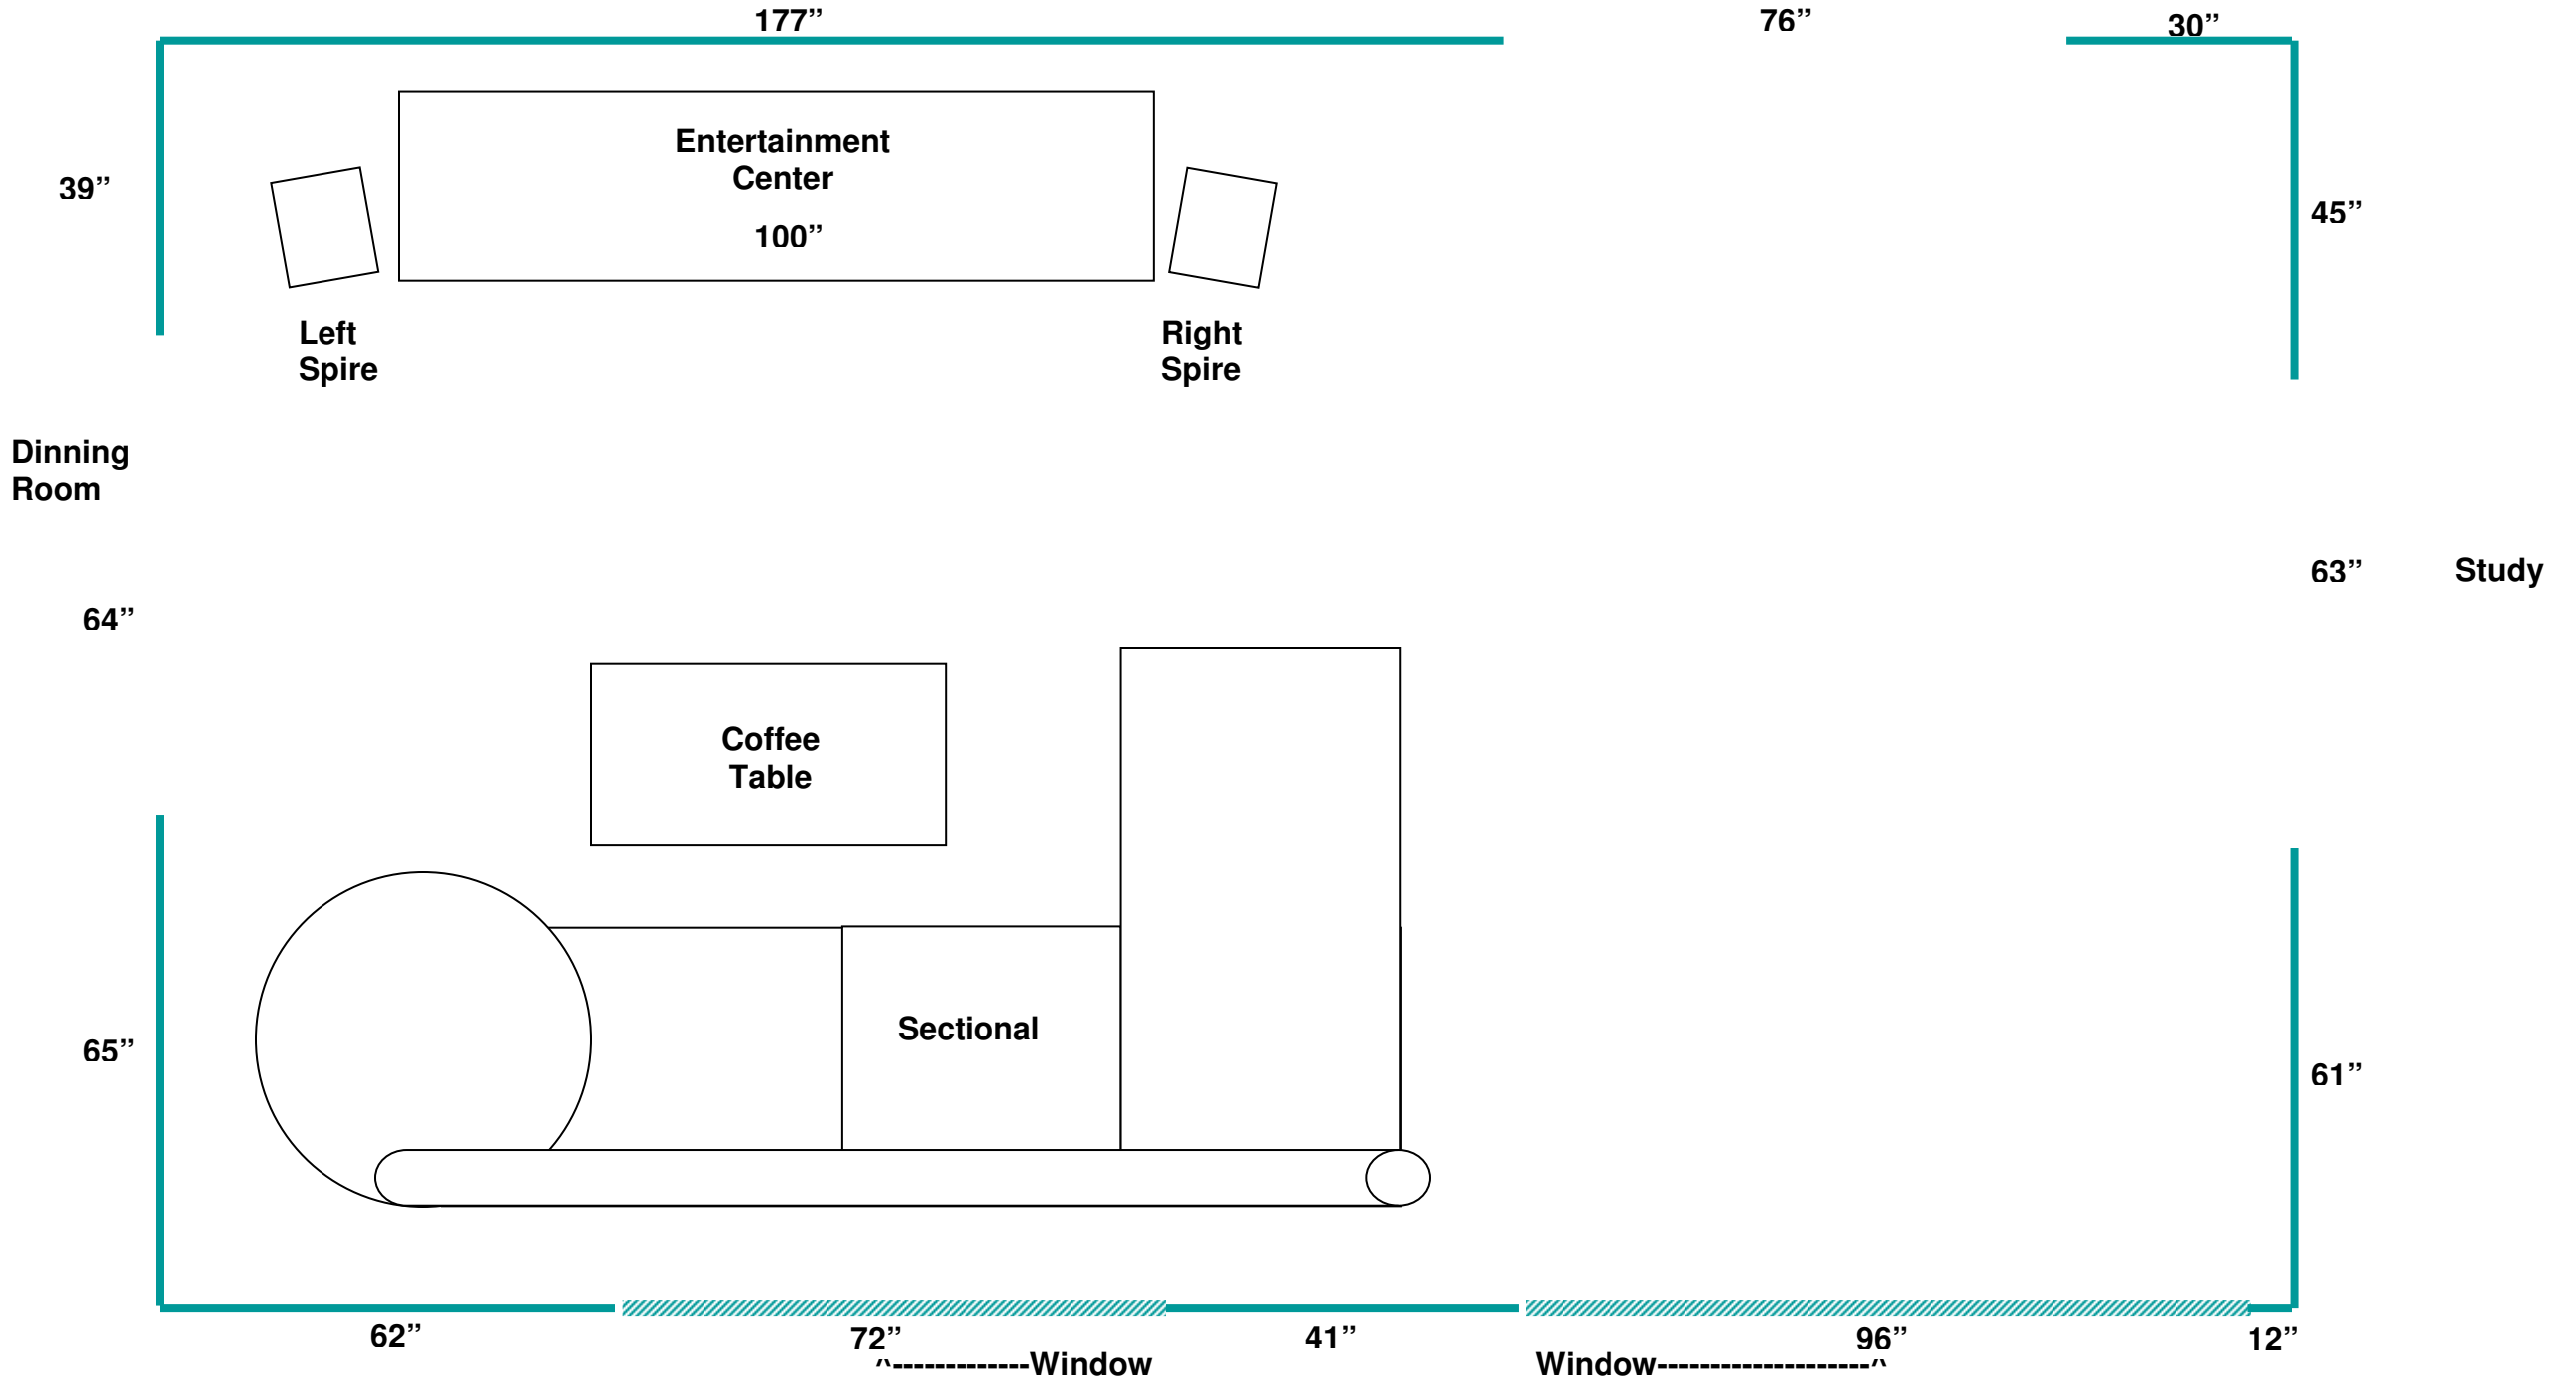 177”
76”
30”
Entertainment
Center
100”
39”
45”
Left
Spire
Right
Spire
Dinning
Room
63”
Study
64”
Coffee
Table
Sectional
65”
61”
62”
72”
41”
96”
12”
^-------------Window
Window--------------------^